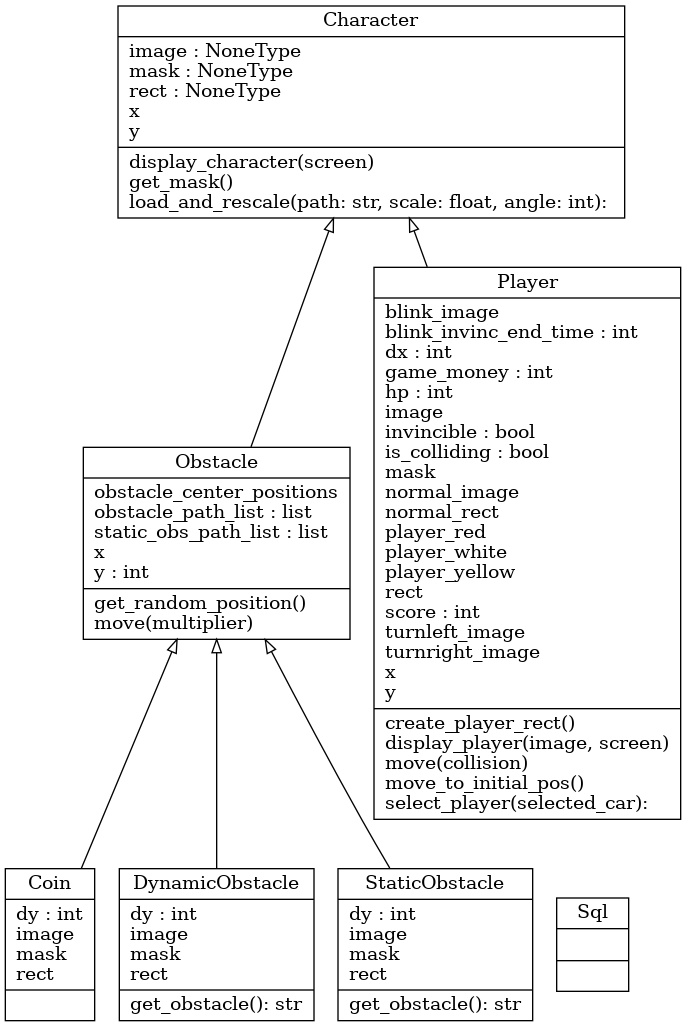 Character
image : NoneType
mask : NoneType
rect : NoneType
x
y
display_character(screen)
get_mask()
load_and_rescale(path: str, scale: float, angle: int):
Player
blink_image
blink_invinc_end_time : int
dx : int
game_money : int
hp : int
image
invincible : bool
is_colliding : bool
mask
normal_image
normal_rect
player_red
player_white
player_yellow
rect
score : int
turnleft_image
turnright_image
x
y
create_player_rect()
display_player(image, screen)
move(collision)
move_to_initial_pos()
select_player(selected_car):
Obstacle
obstacle_center_positions
obstacle_path_list : list
static_obs_path_list : list
x
y : int
get_random_position()
move(multiplier)
Coin
dy : int
image
mask
rect
DynamicObstacle
dy : int
image
mask
rect
get_obstacle(): str
StaticObstacle
dy : int
image
mask
rect
get_obstacle(): str
Sql